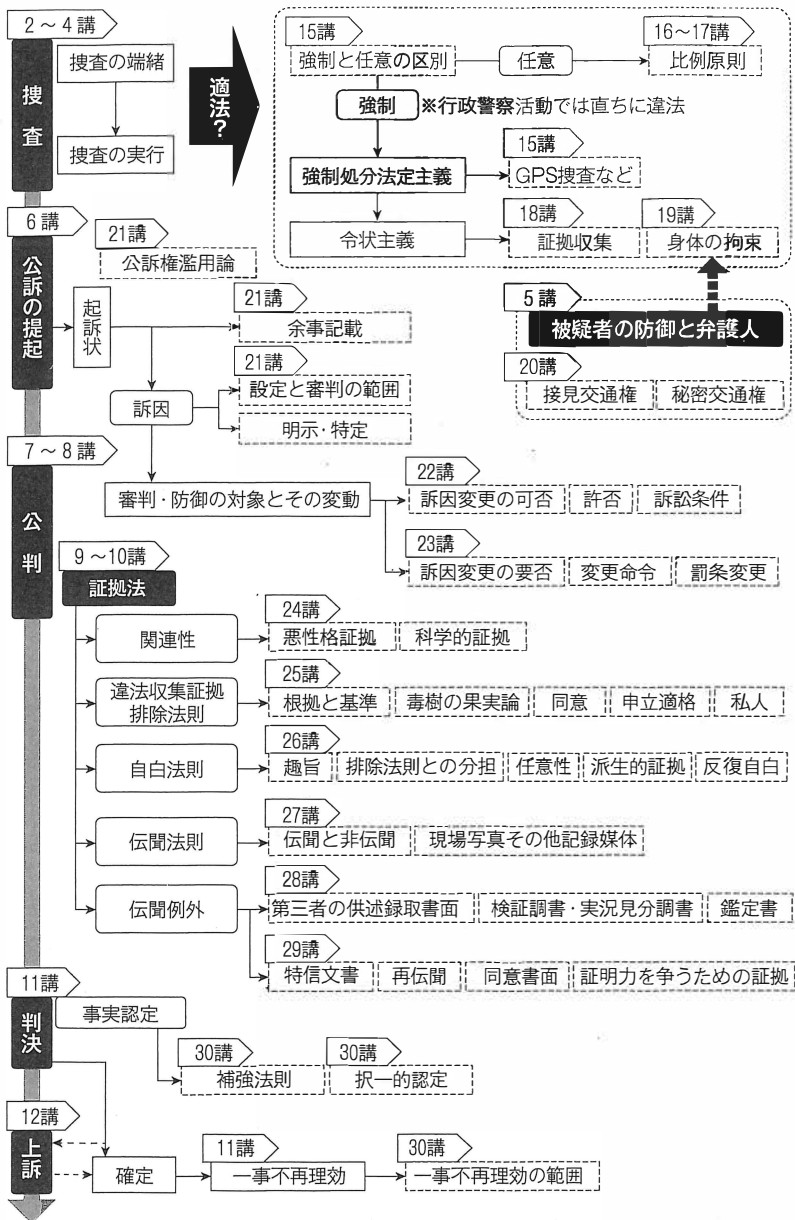 2～4講
捜査
捜査の端緒
捜査の実行
適法？
15講
強制と任意の区別
任意
16～17講
比例原則
強制
※行政警察活動では直ちに違法
強制処分法定主義
15講
GPS捜査など
令状主義
18講
証拠収集
19講
身体の拘束
5講
被疑者の防御と弁護人
20講
接見交通権
秘密交通権
6講
公訴の提起
21講
公訴権濫用論
起訴状
21講
余事記載
訴因
21講
設定と審判の範囲
明示・特定
7～8講
公判
審判・防御の対象とその変動
22講
訴因変更の可否
許否
訴訟条件
23講
訴因変更の要否
変更命令
罰条変更
9～10講
証拠法
関連性
24講
悪性格証拠
科学的証拠
違法収集証拠
排除法則
25講
根拠と基準
毒樹の果実論
同意
申立適格
私人
自白法則
26講
趣旨
排除法則との分担
任意性
派生的証拠
反復自白
伝聞法則
27講
伝聞と非伝聞
現場写真その他記録媒体
伝聞例外
28講
第三者の供述録取書面
検証調書・実況見分調書
鑑定書
29講
特信文書
再伝聞
同意書面
証明力を争うための証拠
11講
判決
事実認定
30講
補強法則
30講
択一的認定
12講
上訴
確定
11講
一事不再理効
30講
一事不再理効の範囲